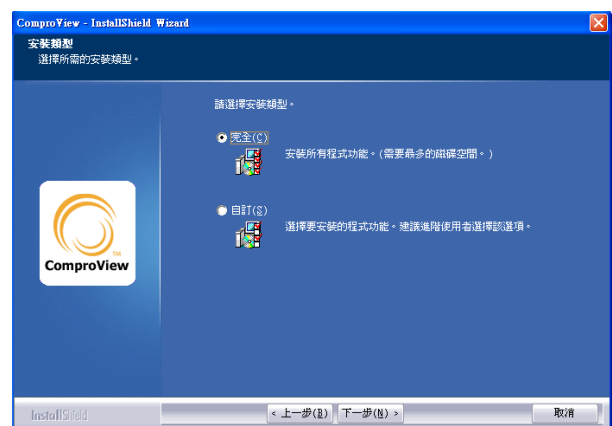 ComproView - InstallShield Wizard
安裝類型
選擇所需的安裝類型。
請選擇安裝類型。
完全(C)
安裝所有程式功能。(需要最多的磁碟空間。)
自訂(S)
選擇要安裝的程式功能。建議進階使用者選擇該選項。
TM
ComproView
InstallShield
< 上一步(B) 下一步(N) > 取消